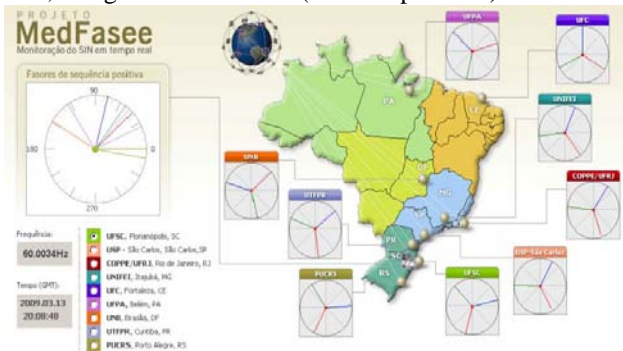 PROJETO
MedFasee
Monitoração do SIN em tempo real
Fasores de sequência positiva
90
180
0
270
Frequência:
60.0034Hz
Tempo (GMT):
2009.03.13
20:08:48
UFSC, Florianópolis, SC
USP - São Carlos, São Carlos, SP
COPPE/UFRJ, Rio de Janeiro, RJ
UNIFEI, Itajubá, MG
UFC, Fortaleza, CE
UFPA, Belém, PA
UNB, Brasília, DF
UTFPR, Curitiba, PR
PUCRS, Porto Alegre, RS
UFPA
UFC
UNIFEI
COPPE/UFRJ
USP-São Carlos
UFSC
PUCRS
UTFPR
UNB
PA
CE
DF
MG
SP
PR
SC
RS